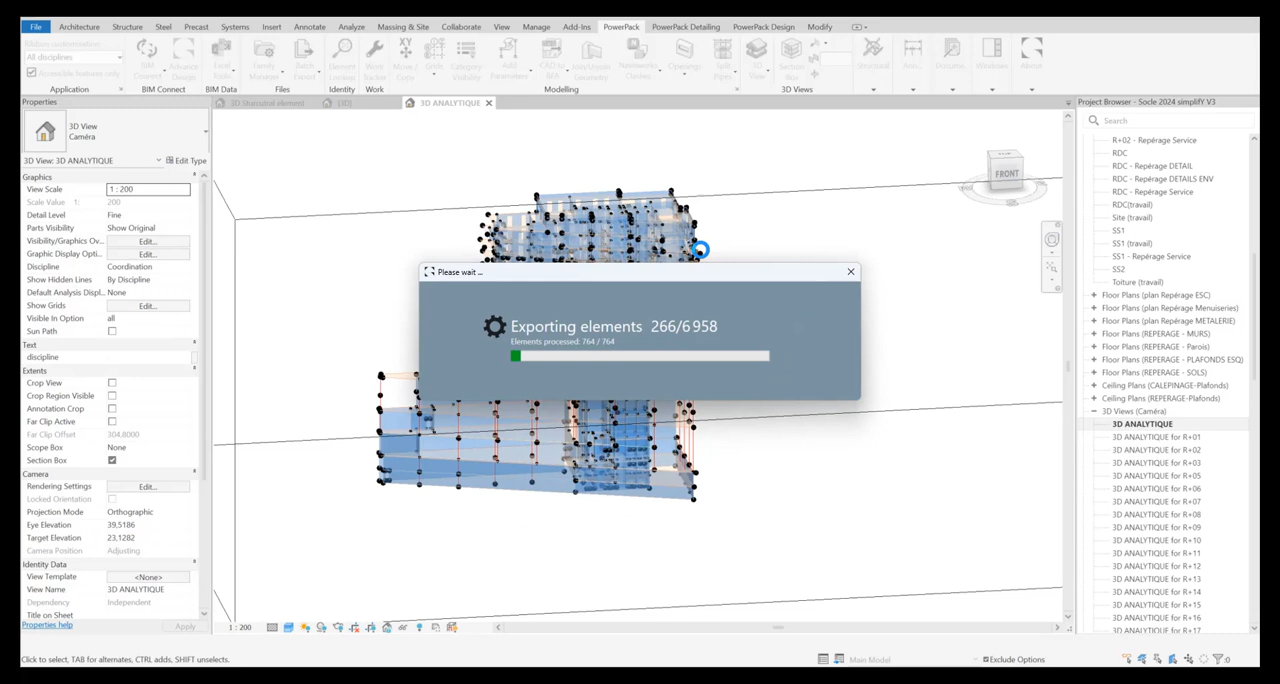 File Architecture Structure Steel Precast Systems Insert Annotate Analyze Massing & Site Collaborate View Manage Add-Ins PowerPack PowerPack Detailing PowerPack Design Modify
All disciplines
Application BIM Connect BIM Data Files Identity Work Modelling 3D Views
Properties
3D Structural element
(3D)
3D ANALYTIQUE
Project Browser - Socle 2024 simplifY V3
3D View
Caméra
3D View: 3D ANALYTIQUE Edit Type
Graphics
View Scale 1 : 200
Scale Value 1: 200
Detail Level Fine
Parts Visibility Show Original
Visibility/Graphics Ov... Edit...
Graphic Display Opti... Edit...
Discipline Coordination
Show Hidden Lines By Discipline
Default Analysis Displ... None
Show Grids Edit...
Visible In Option all
Sun Path
Text
discipline
Extents
Crop View
Crop Region Visible
Annotation Crop
Far Clip Active
Far Clip Offset 304,8000
Scope Box None
Section Box
Camera
Rendering Settings Edit...
Locked Orientation
Projection Mode Orthographic
Eye Elevation 39,5186
Target Elevation 23,1282
Camera Position Adjusting
Identity Data
View Template <None>
View Name 3D ANALYTIQUE
Dependency Independent
Title on Sheet
Properties help Apply
FRONT
Please wait ...
Exporting elements 266/6 958
Elements processed: 764 / 764
Search
R+02 - Repérage Service
RDC
RDC - Repérage DETAIL
RDC - Repérage DETAILS ENV
RDC - Repérage Service
RDC(travail)
Site (travail)
SS1
SS1 (travail)
SS1 - Repérage Service
SS2
Toiture (travail)
Floor Plans (plan Repérage ESC)
Floor Plans (plan Repérage Menuiseries)
Floor Plans (plan Repérage METALERIE)
Floor Plans (REPERAGE - MURS)
Floor Plans (REPERAGE - Parois)
Floor Plans (REPERAGE - PLAFONDS ESQ)
Floor Plans (REPERAGE - SOLS)
Ceiling Plans (CALEPINAGE-Plafonds)
Ceiling Plans (REPERAGE-Plafonds)
3D Views (Caméra)
3D ANALYTIQUE
3D ANALYTIQUE for R+01
3D ANALYTIQUE for R+02
3D ANALYTIQUE for R+03
3D ANALYTIQUE for R+05
3D ANALYTIQUE for R+06
3D ANALYTIQUE for R+07
3D ANALYTIQUE for R+08
3D ANALYTIQUE for R+09
3D ANALYTIQUE for R+10
3D ANALYTIQUE for R+11
3D ANALYTIQUE for R+12
3D ANALYTIQUE for R+13
3D ANALYTIQUE for R+14
3D ANALYTIQUE for R+15
3D ANALYTIQUE for R+16
3D ANALYTIQUE for R+17
1 : 200
Click to select, TAB for alternates, CTRL adds, SHIFT unselects.
Main Model
Exclude Options
:0